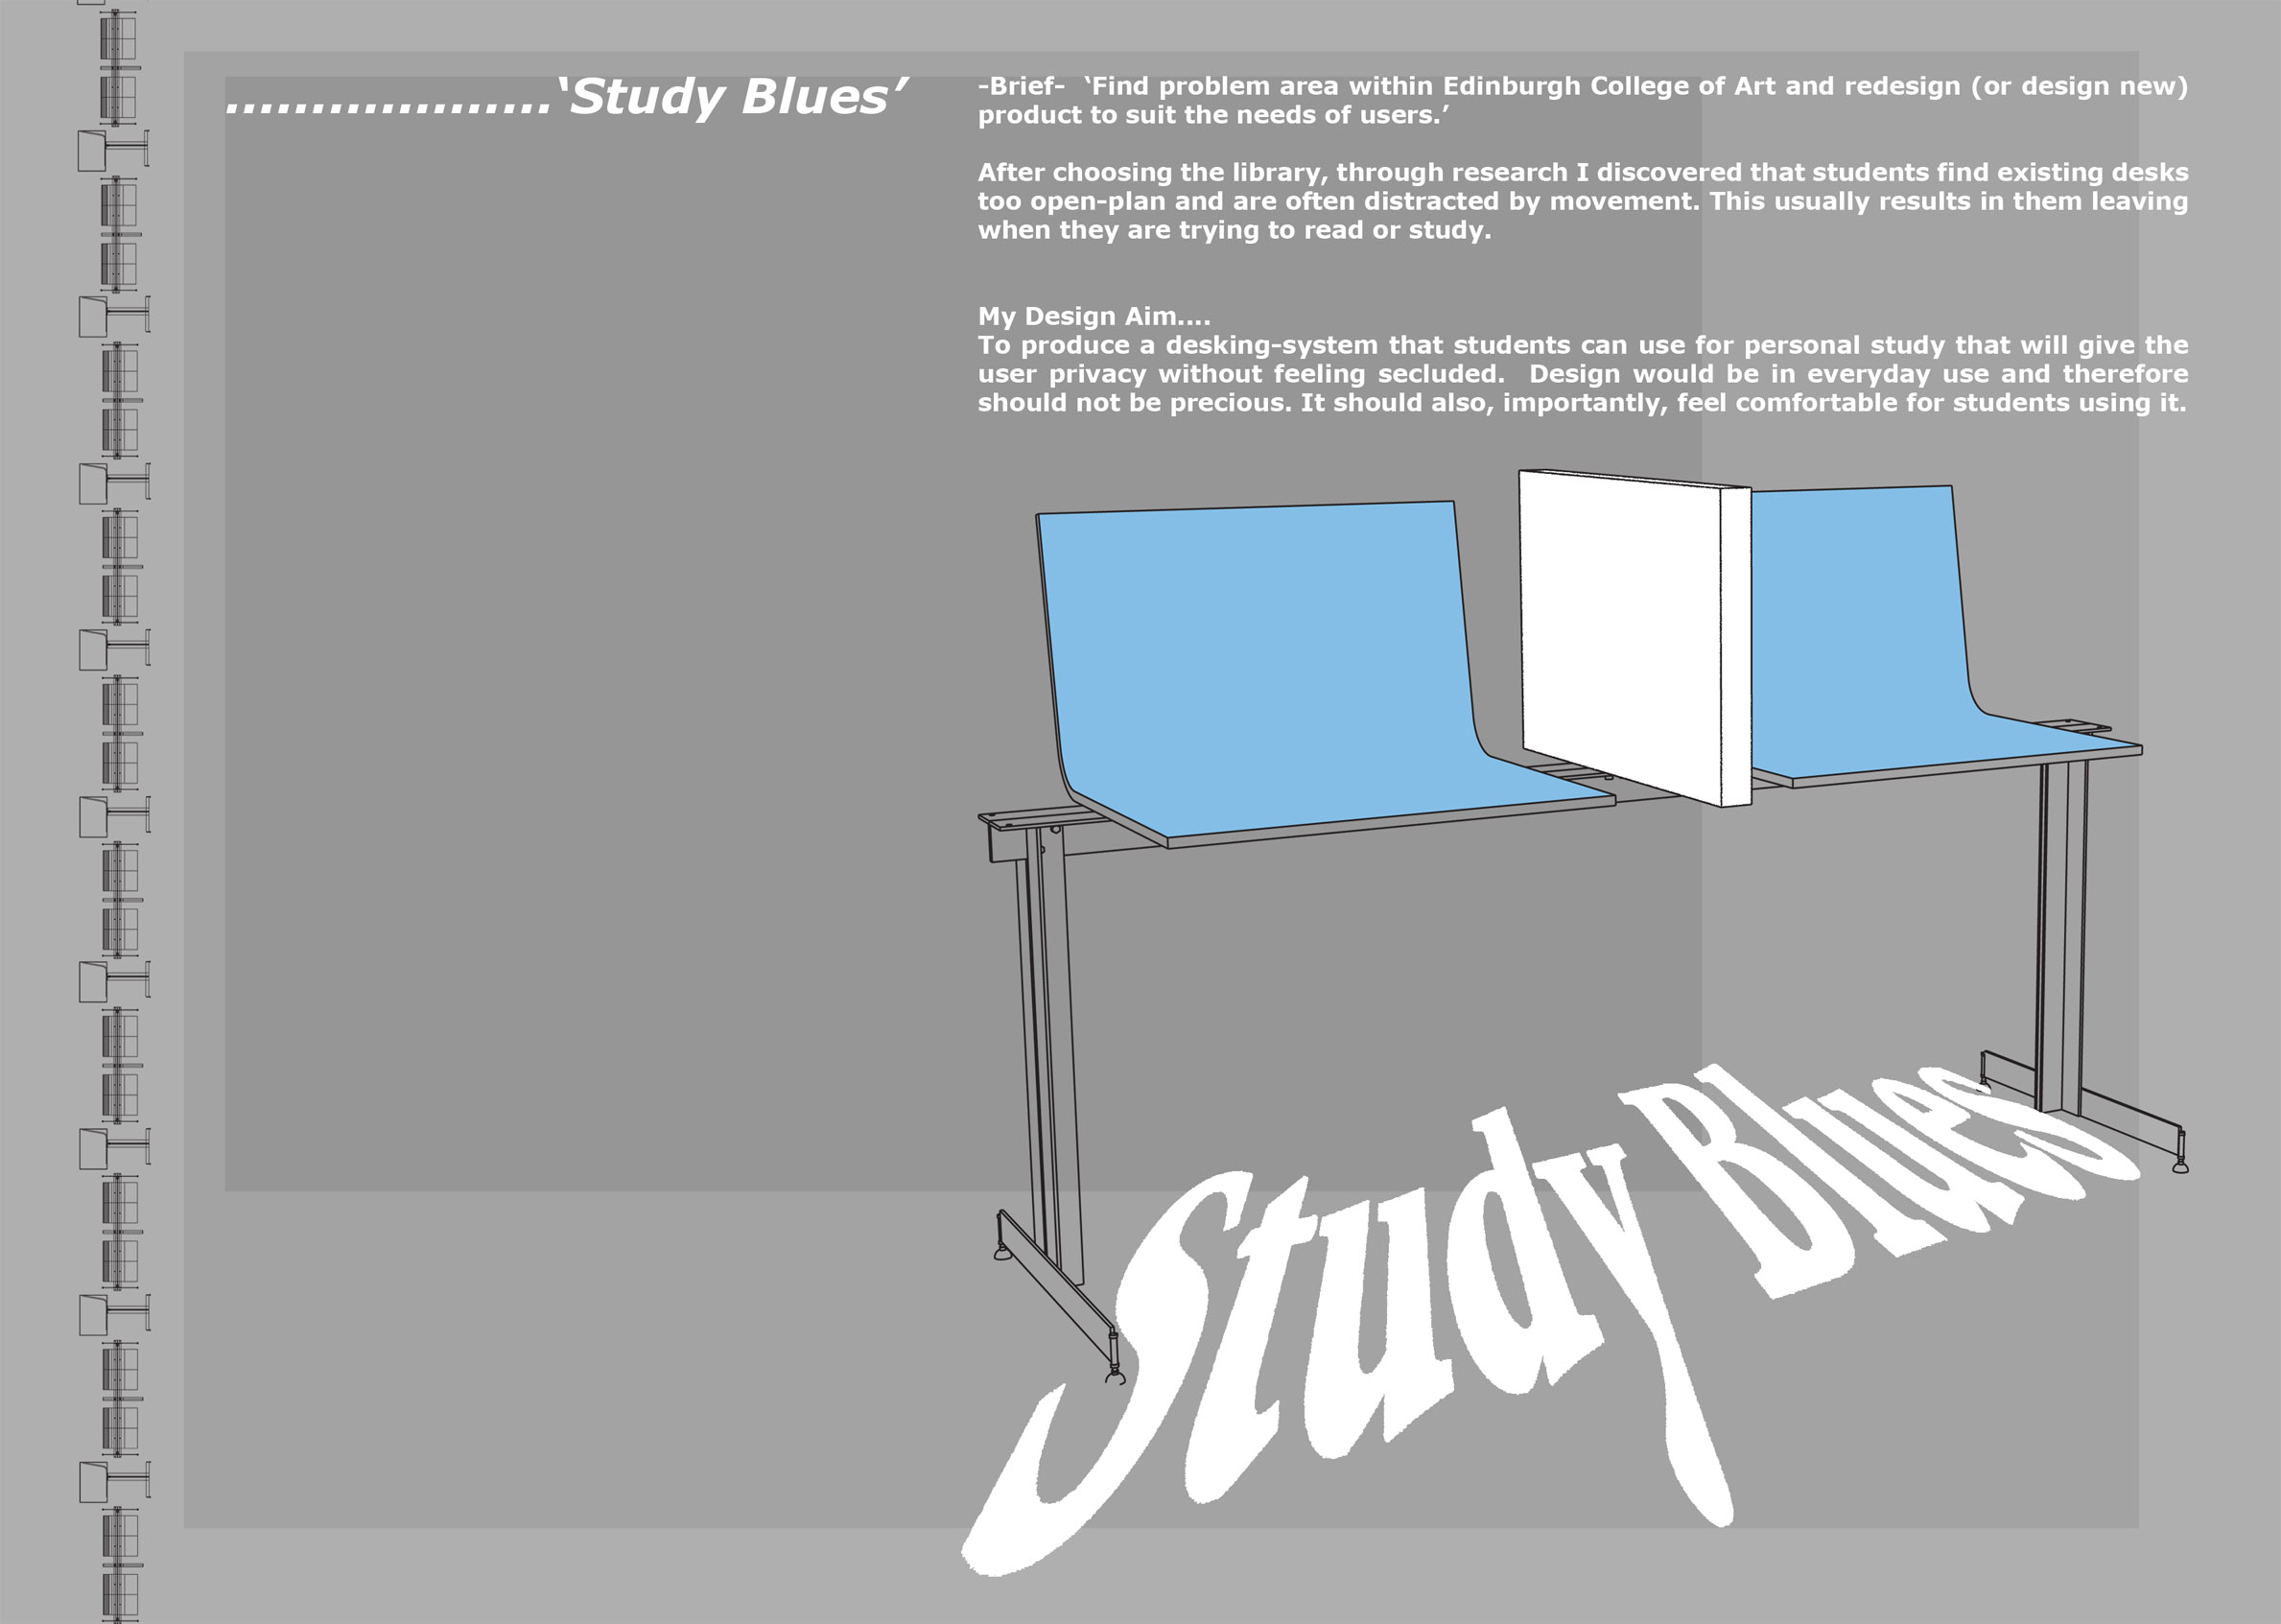 ...................‘Study Blues’
-Brief-  ‘Find problem area within Edinburgh College of Art and redesign (or design new)
product to suit the needs of users.’
After choosing the library, through research I discovered that students find existing desks
too open-plan and are often distracted by movement. This usually results in them leaving
when they are trying to read or study.
My Design Aim....
To produce a desking-system that students can use for personal study that will give the
user privacy without feeling secluded.  Design would be in everyday use and therefore
should not be precious. It should also, importantly, feel comfortable for students using it.
Study Blues